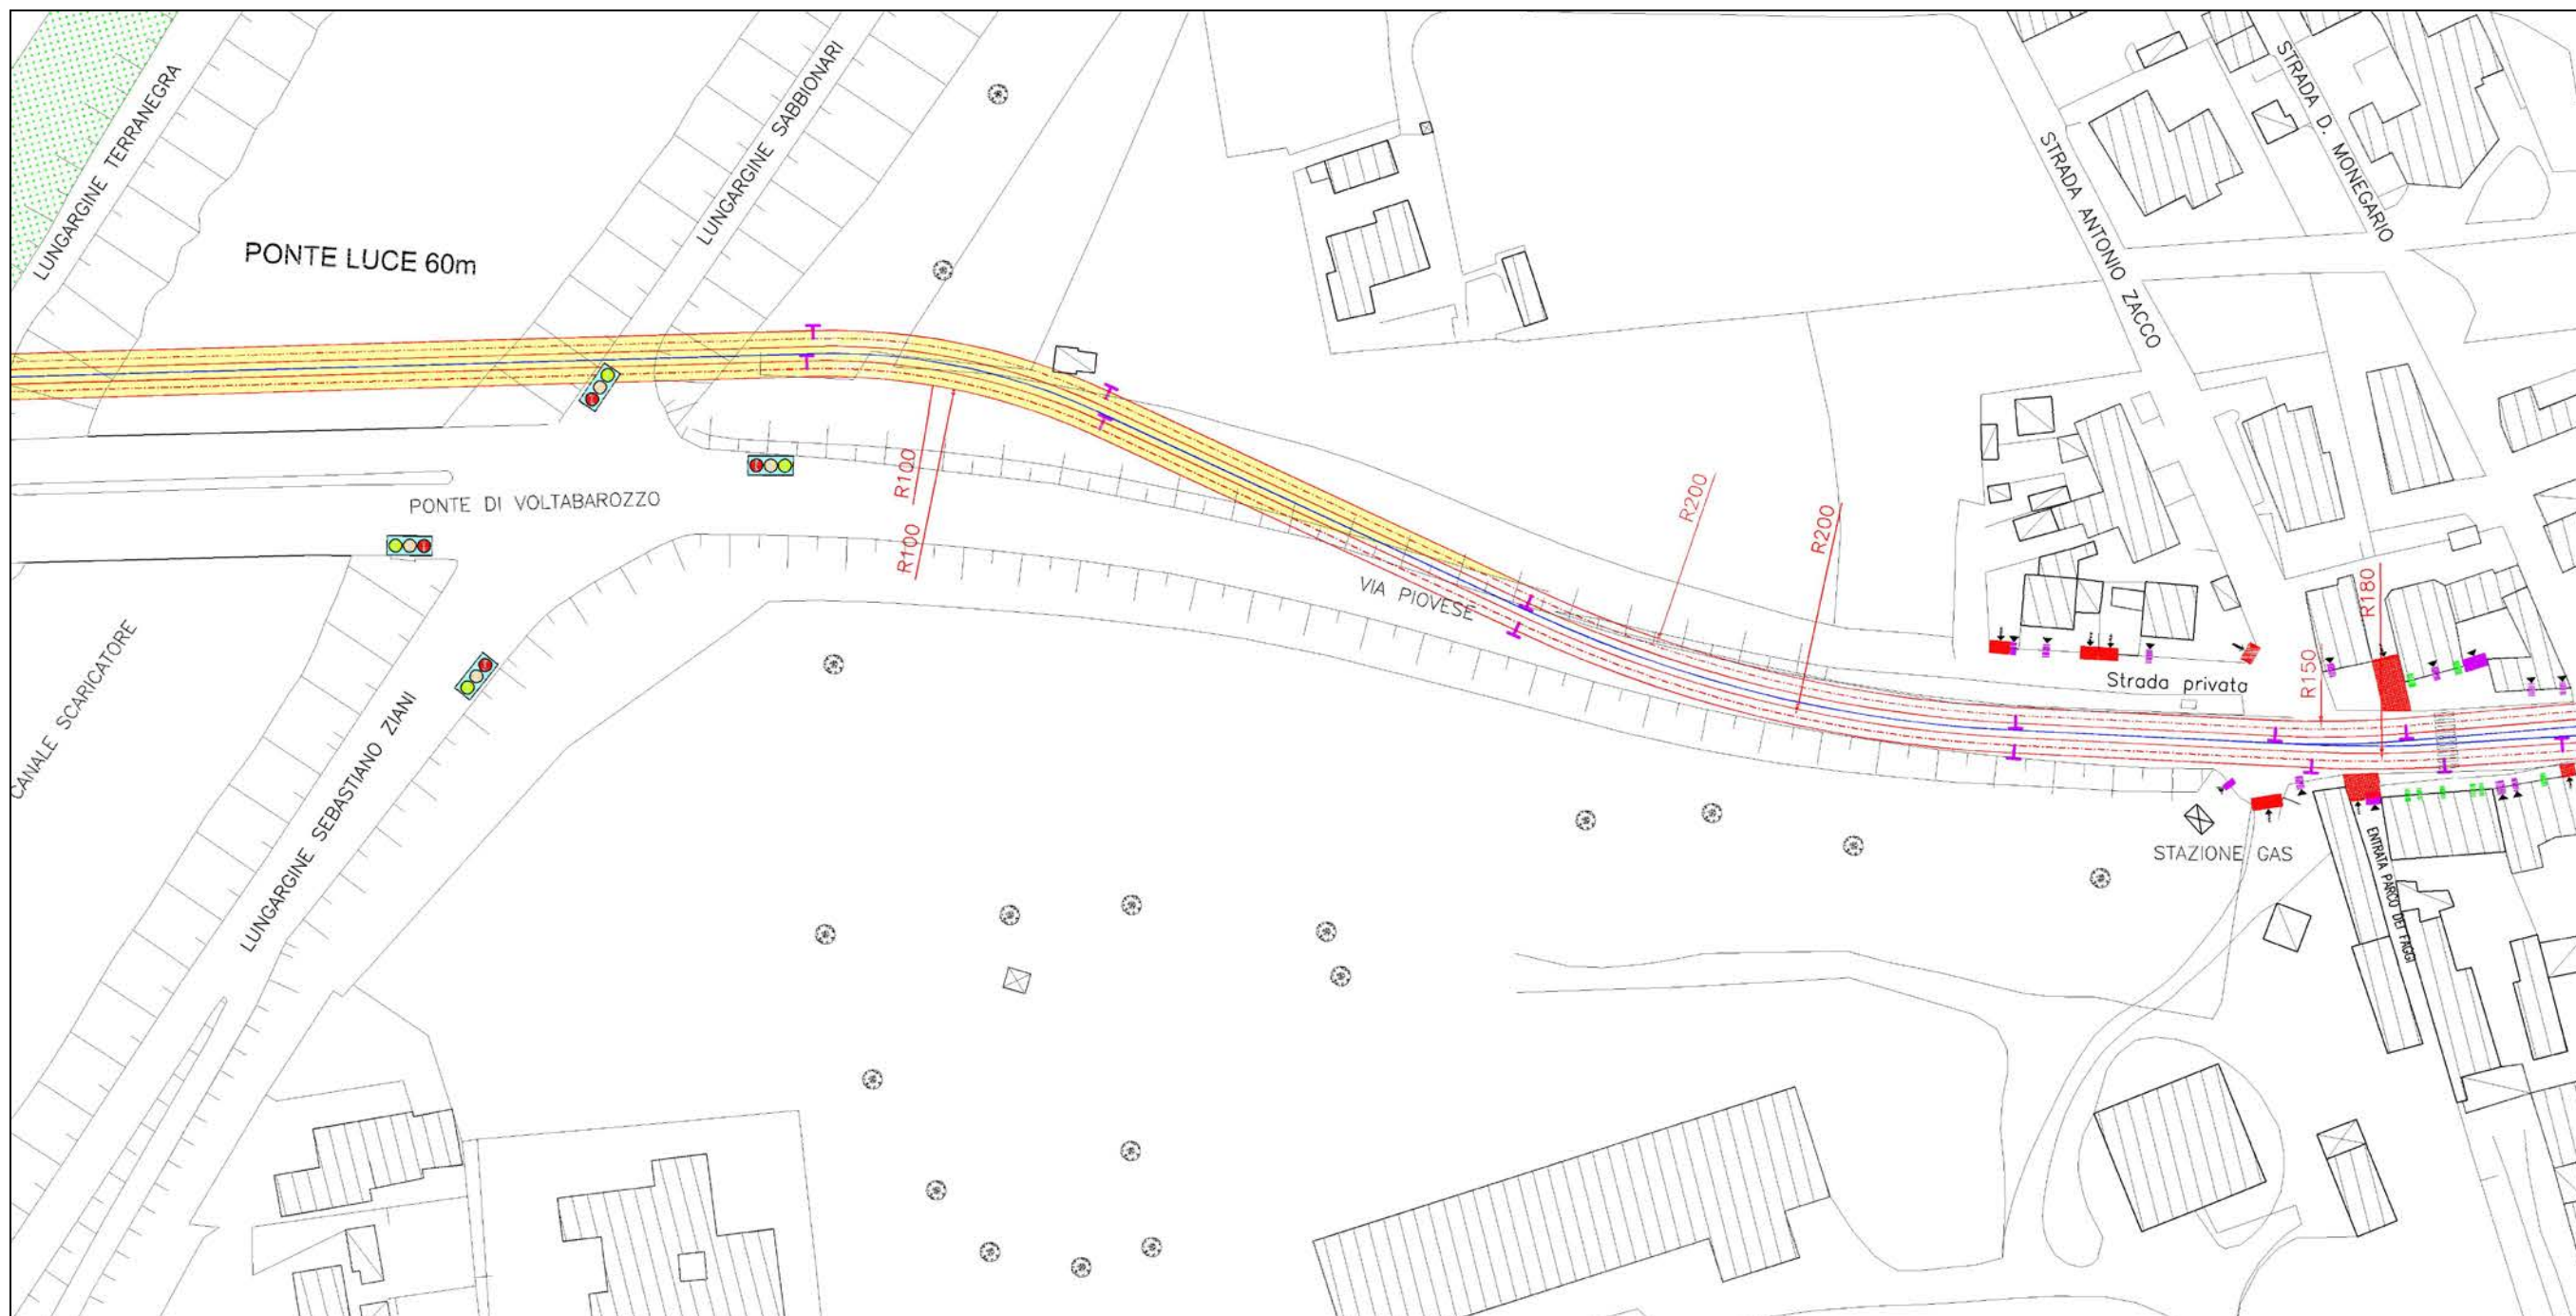 LUNGARGINE TERRANEGRA
LUNGARGINE SABBIONARI
STRADA D. MONEGARIO
STRADA ANTONIO ZACCO
PONTE LUCE 60m
R100
R100
PONTE DI VOLTABAROZZO
R200
R200
VIA PIOVESE
R180
R150
Strada privata
CANALE SCARICATORE
LUNGARGINE SEBASTIANO ZIANI
STAZIONE GAS
ENTRATA PARCO DEI FAGGI